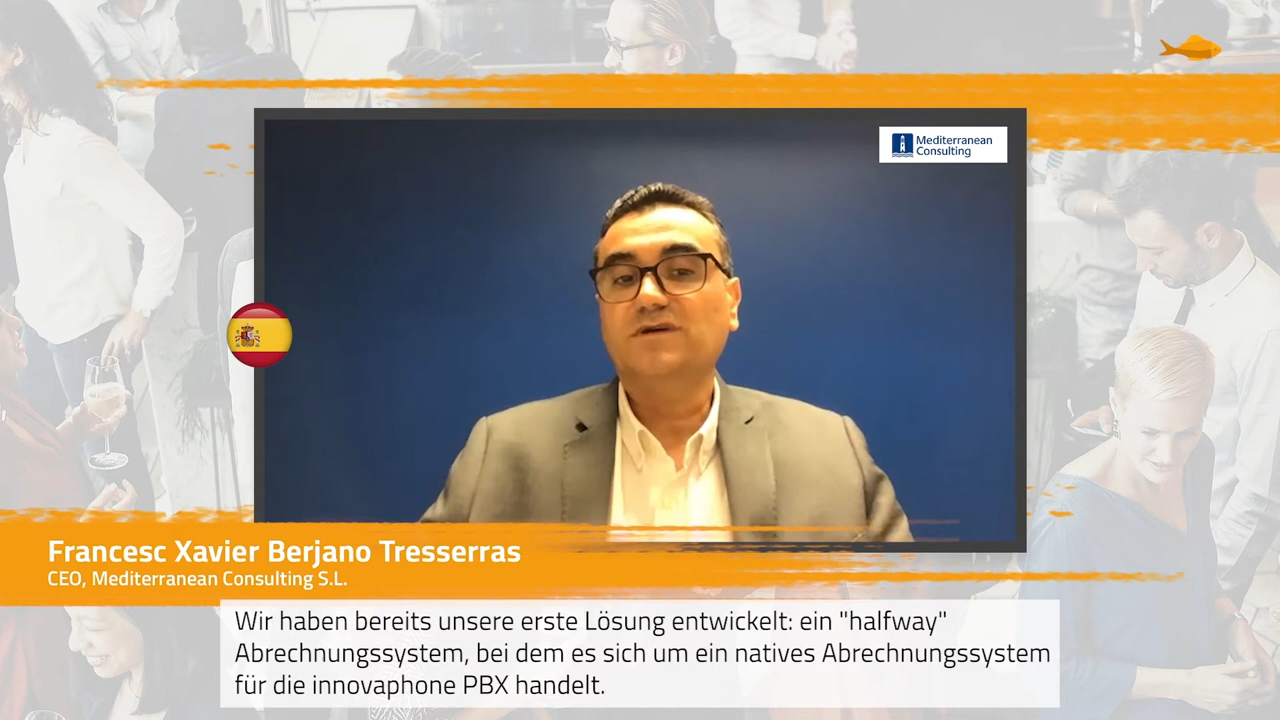 Mediterranean
Consulting
Francesc Xavier Berjano Tresserras
CEO, Mediterranean Consulting S.L.
Wir haben bereits unsere erste Lösung entwickelt: ein "halfway"
Abrechnungssystem, bei dem es sich um ein natives Abrechnungssystem
für die innovaphone PBX handelt.